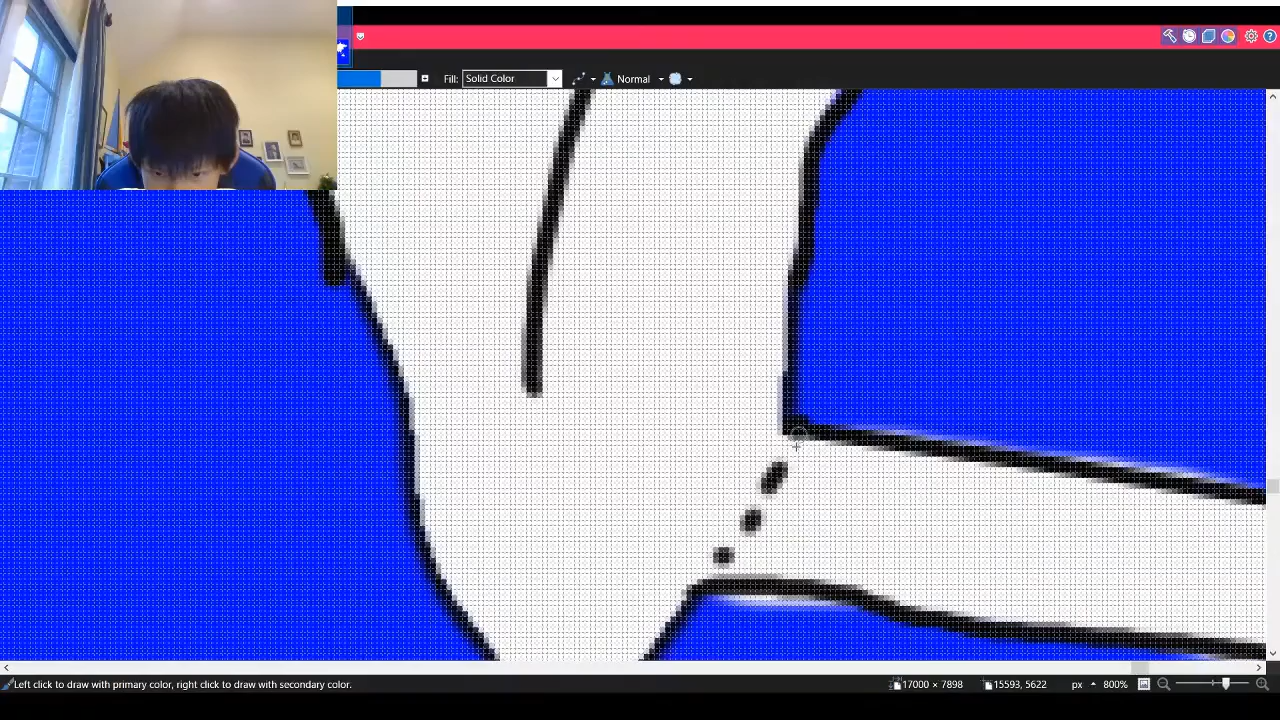 Fill: Solid Color Normal
Left click to draw with primary color, right click to draw with secondary color. 17000 × 7898 15593, 5622 px 800%